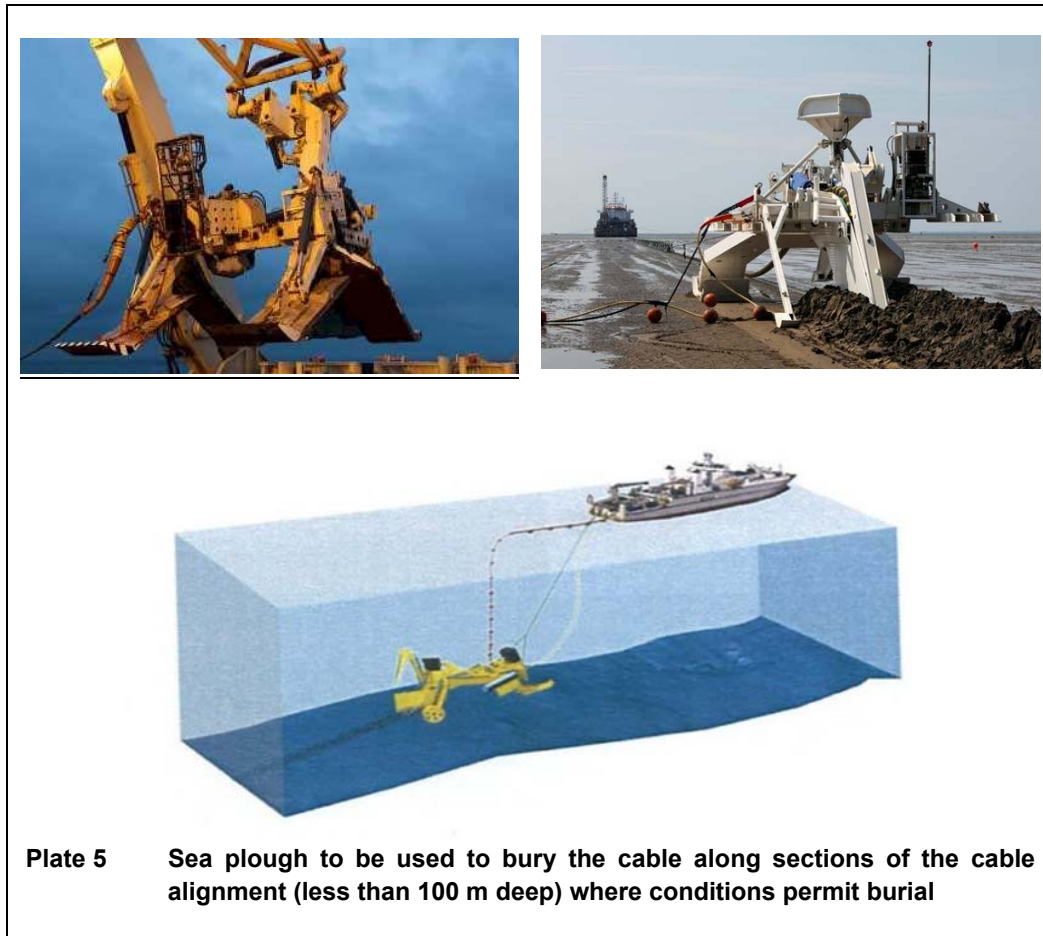 Plate 5 Sea plough to be used to bury the cable along sections of the cable
alignment (less than 100 m deep) where conditions permit burial